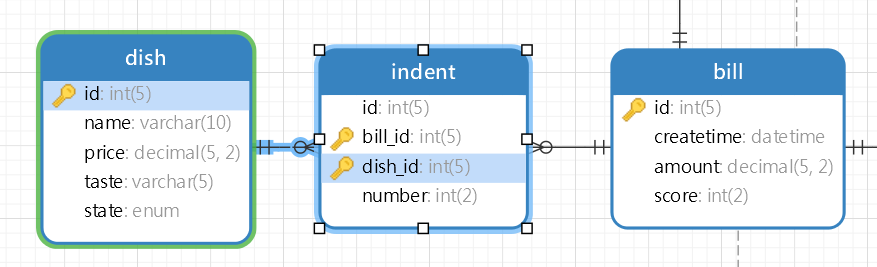 dish
id: int(5)
name: varchar(10)
price: decimal(5, 2)
taste: varchar(5)
state: enum
indent
id: int(5)
bill_id: int(5)
dish_id: int(5)
number: int(2)
bill
id: int(5)
createtime: datetime
amount: decimal(5, 2)
score: int(2)